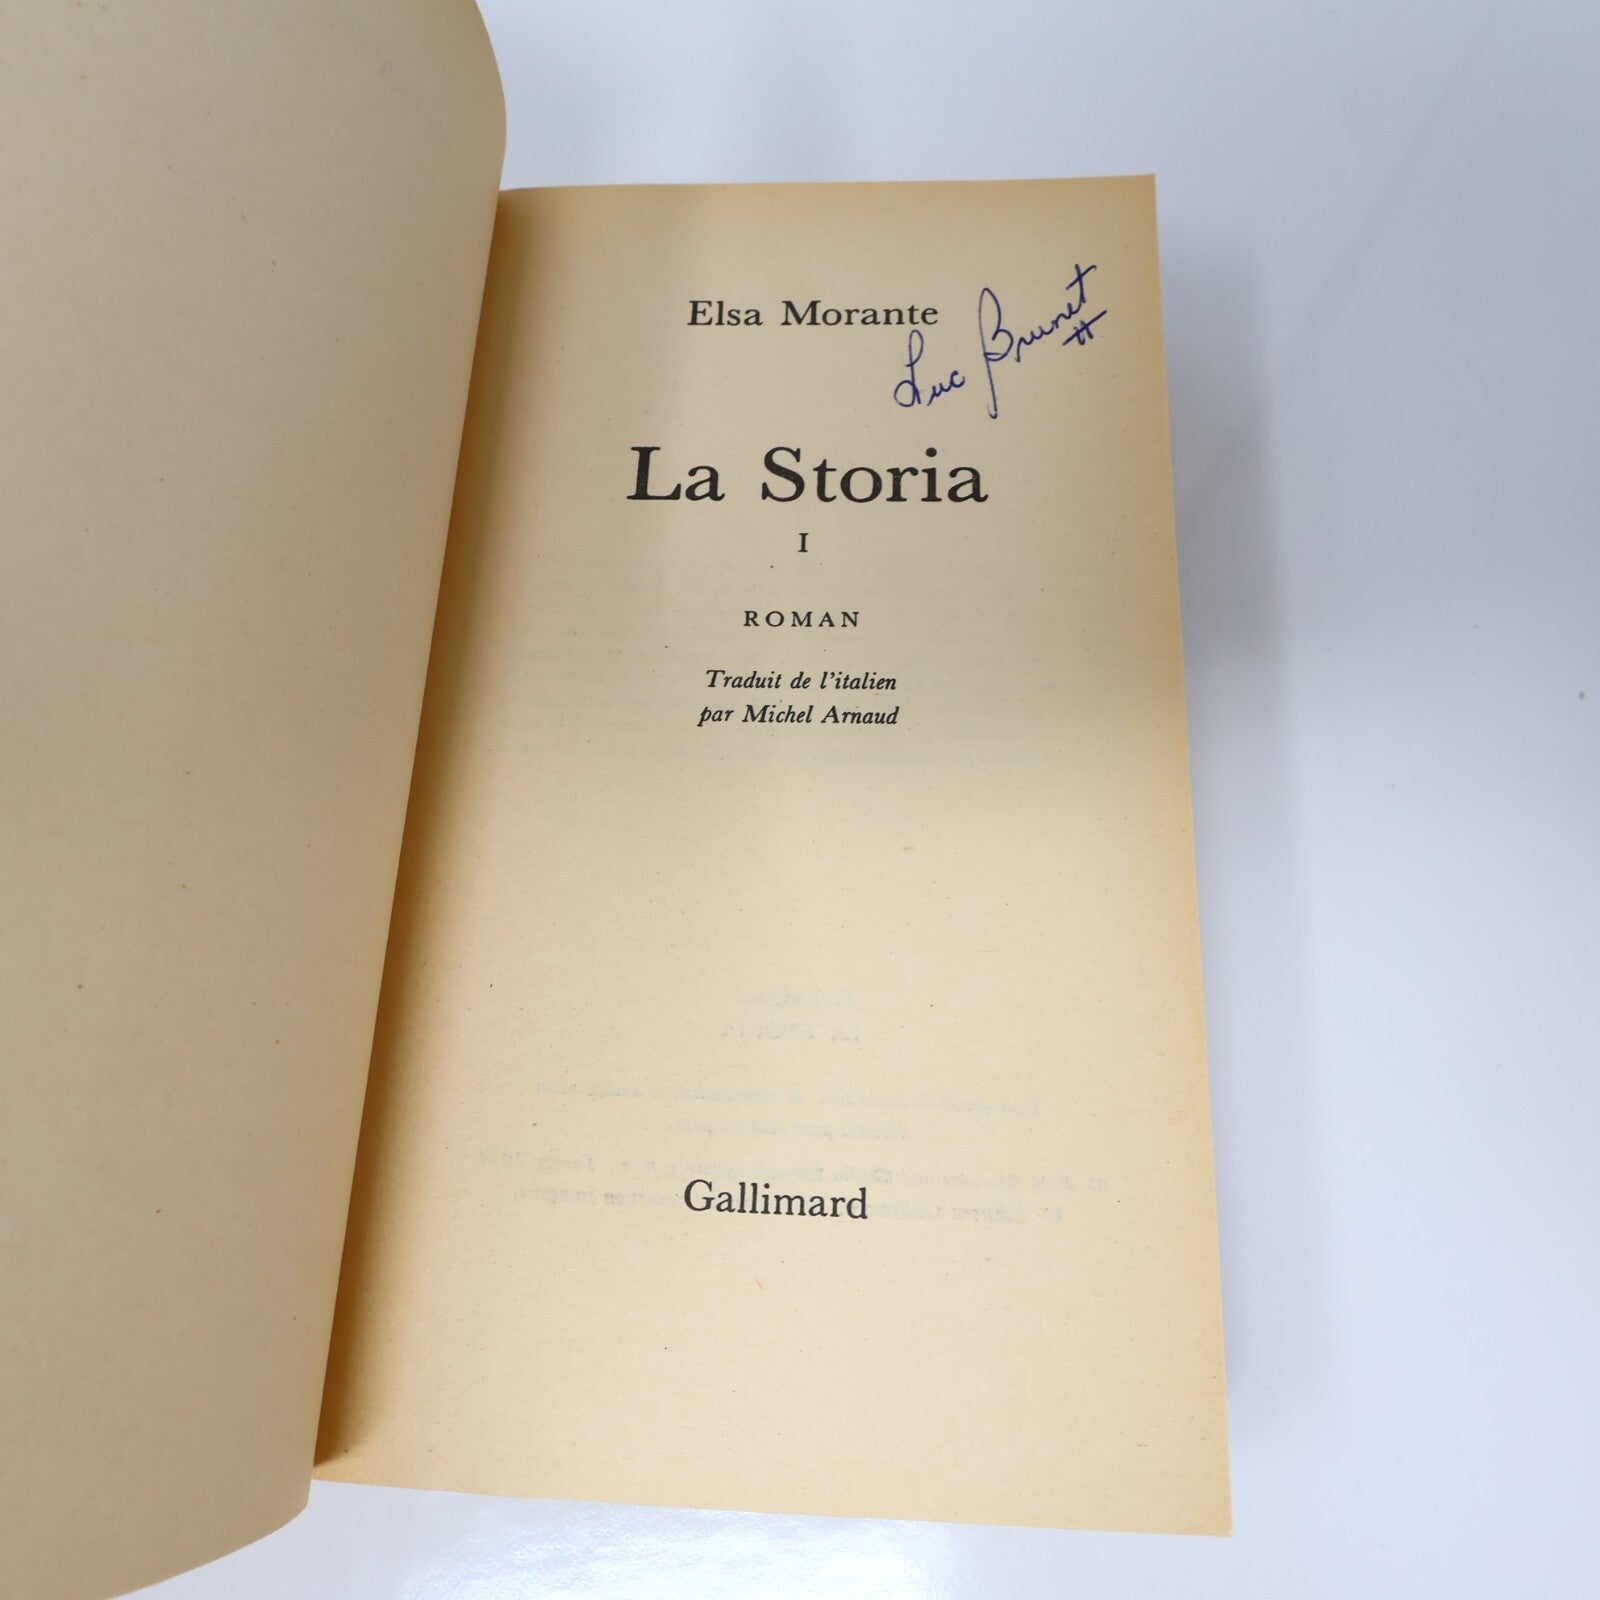 Elsa Morante
Luc Brunet
La Storia
I
ROMAN
Traduit de l'italien
par Michel Arnaud
Gallimard